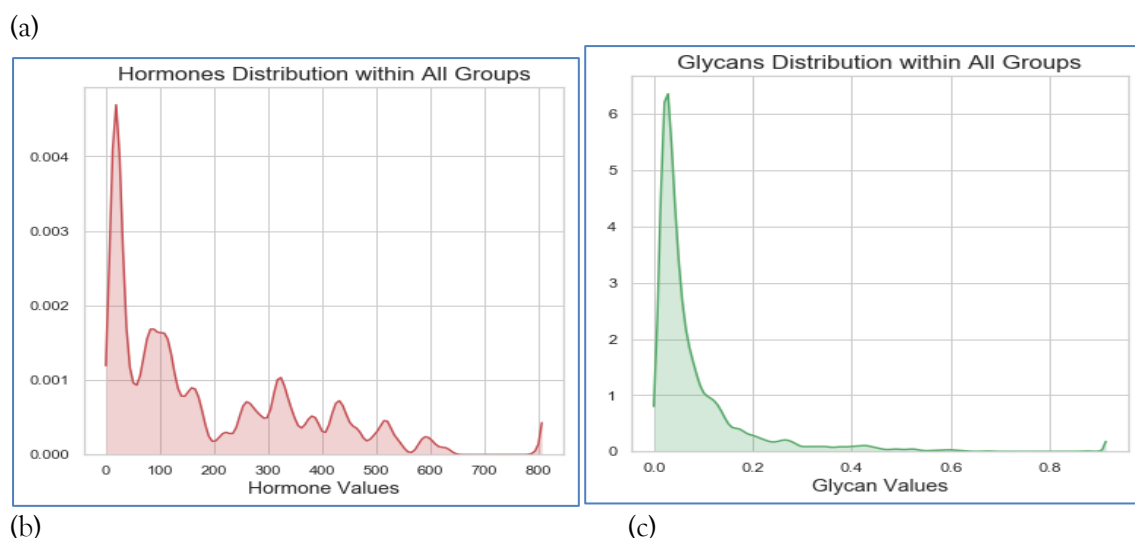 (a)
Hormones Distribution within All Groups
0.004
0.003
0.002
0.001
0.000
0 100 200 300 400 500 600 700 800
Hormone Values
Glycans Distribution within All Groups
6
5
4
3
2
1
0
0.0 0.2 0.4 0.6 0.8
Glycan Values
(b) (c)